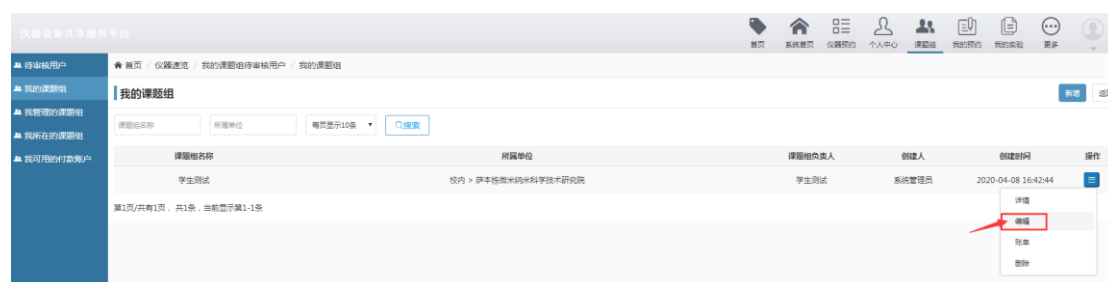 仪器设备共享服务平台
首页 系统首页 仪器预约 个人中心 课题组 我的预约 我的实验 更多
待审核用户
首页 / 仪器速览 / 我的课题组待审核用户 / 我的课题组
我的课题组
我的课题组
新增
我管理的课题组
课题组名称 所属单位 每页显示10条 搜索
我所在的课题组
我可用的付款账户
课题组名称 所属单位 课题组负责人 创建人 创建时间 操作
学生测试 校内 > 萨本栋微米纳米科学技术研究院 学生测试 系统管理员 2020-04-08 16:42:44
第1页/共有1页，共1条，当前显示第1-1条
详情
编辑
账单
删除